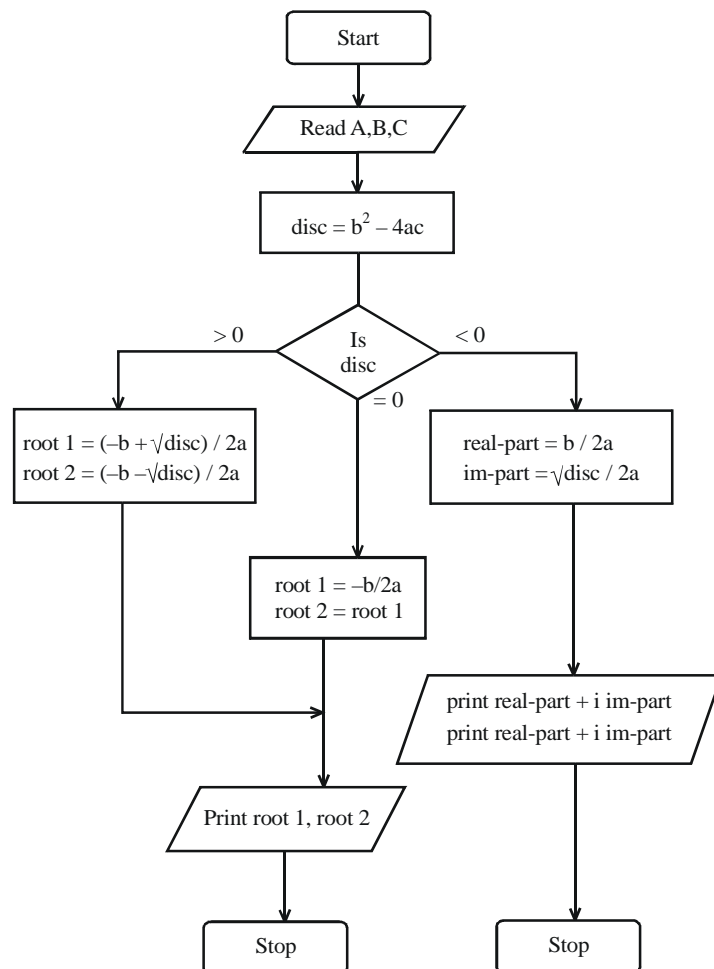 Start
Read A,B,C
disc = b² – 4ac
> 0
Is
disc
< 0
= 0
root 1 = (–b + √disc) / 2a
root 2 = (–b –√disc) / 2a
real-part = b / 2a
im-part = √disc / 2a
root 1 = –b/2a
root 2 = root 1
print real-part + i im-part
print real-part + i im-part
Print root 1, root 2
Stop
Stop